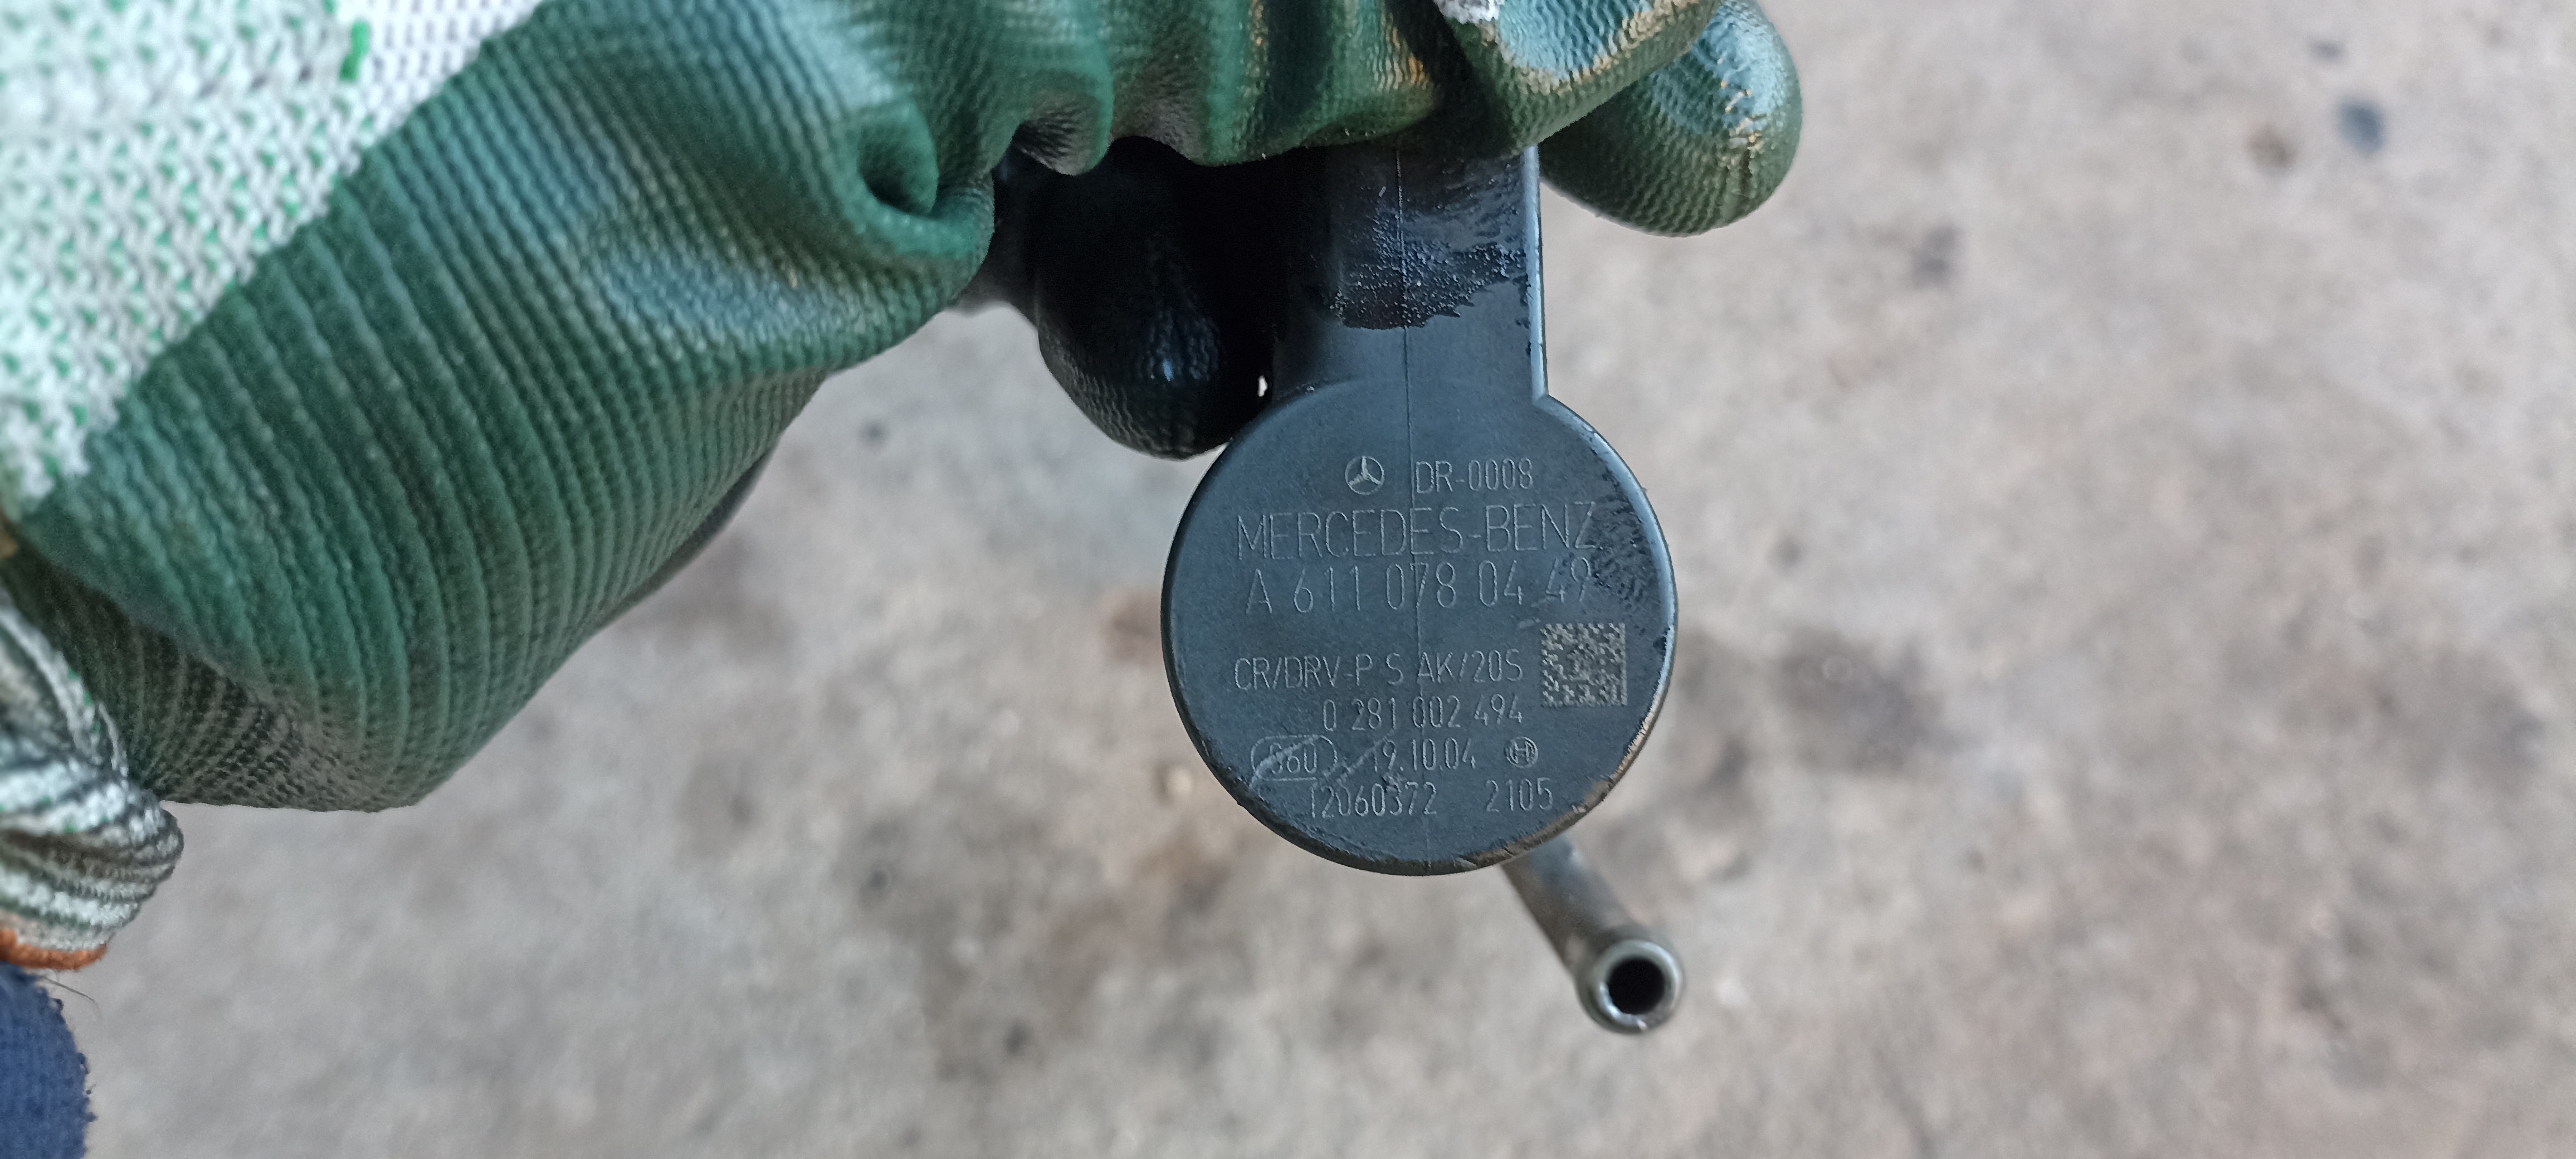 DR-0008
MERCEDES-BENZ
A 611 078 04 49
CR/DRV-P S AK/20S
0 281 002 494
960 19.10.04
12060372 2105